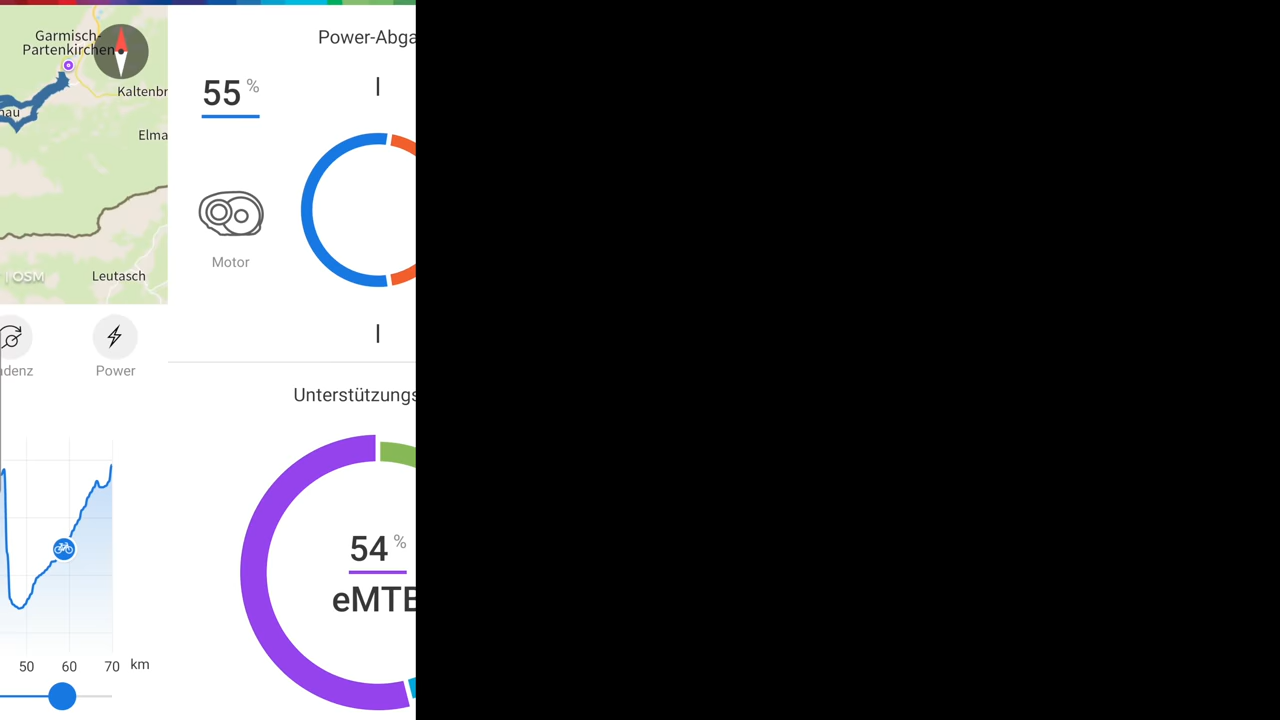 Garmisch-
Partenkirchen
Kaltenbr
nau
Elma
OSM
Leutasch
denz
Power
50 60 70 km
Power-Abga
55 %
Motor
Unterstützungs
54 %
eMTB